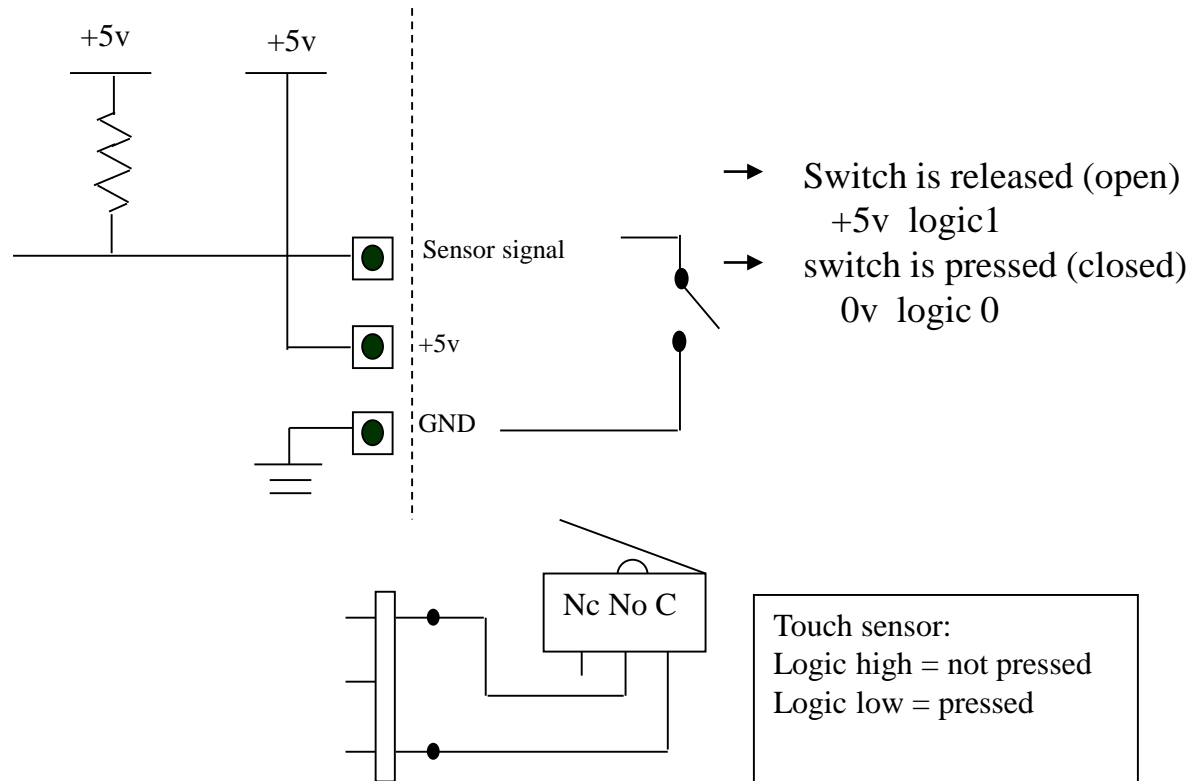 +5v
+5v
Sensor signal
+5v
GND
Switch is released (open)
+5v logic1
switch is pressed (closed)
0v logic 0
Nc No C
Touch sensor:
Logic high = not pressed
Logic low = pressed